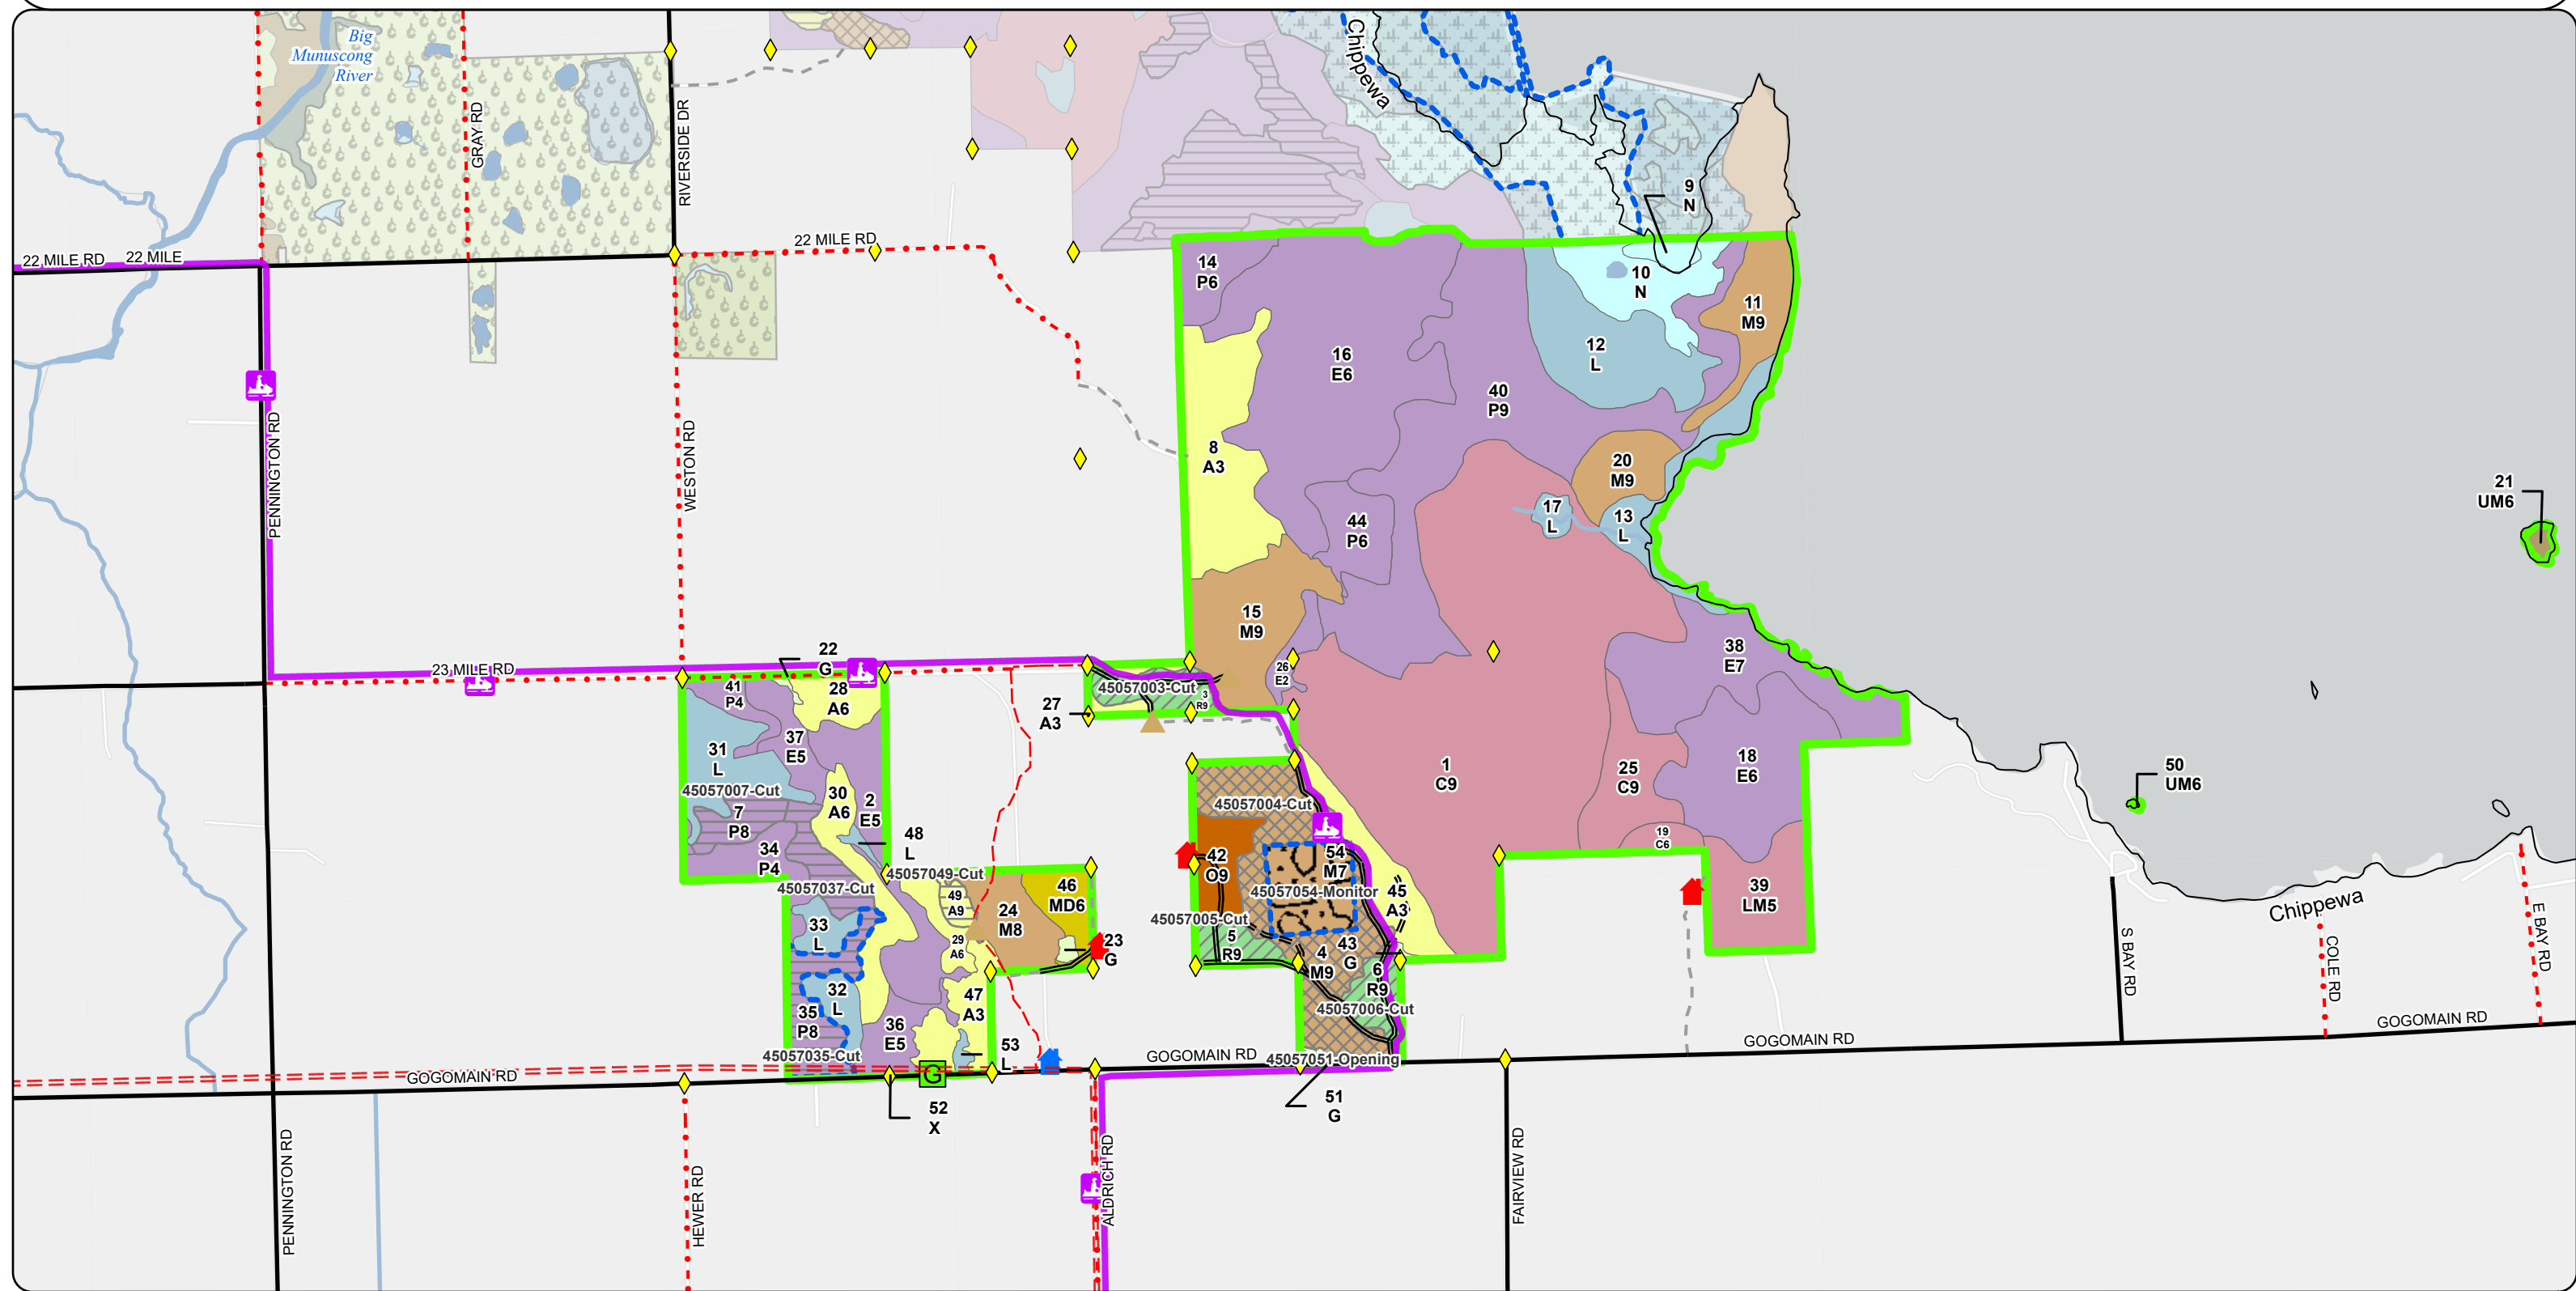 Big
Munuscong
River
GRAY RD
RIVERSIDE DR
Chippewa
9
N
22 MILE RD
22 MILE
22 MILE RD
14
P6
10
N
11
M9
16
E6
12
L
40
P9
8
A3
20
M9
17
L
13
L
44
P6
21
UM6
PENNINGTON RD
WESTON RD
15
M9
38
E7
26
E2
22
G
23 MILE RD
41
P4
28
A6
45057003-Cut
3
R9
27
A3
37
E5
31
L
45057007-Cut
7
P8
30
A6
2
E5
1
C9
25
C9
18
E6
50
UM6
45057004-Cut
48
L
34
P4
45057049-Cut
45057037-Cut
42
O9
54
M7
45057054-Monitor
19
C6
49
A9
46
MD6
24
M8
45
A3
39
LM5
Chippewa
45057005-Cut
33
L
29
A6
23
G
5
R9
4
M9
43
G
6
R9
32
L
47
A3
35
P8
36
E5
45057006-Cut
45057035-Cut
53
L
45057051-Opening
GOGOMAIN RD
GOGOMAIN RD
GOGOMAIN RD
GOGOMAIN RD
S BAY RD
COLE RD
E BAY RD
G
52
X
51
G
PENNINGTON RD
HEWER RD
ALDRICH RD
FAIRVIEW RD